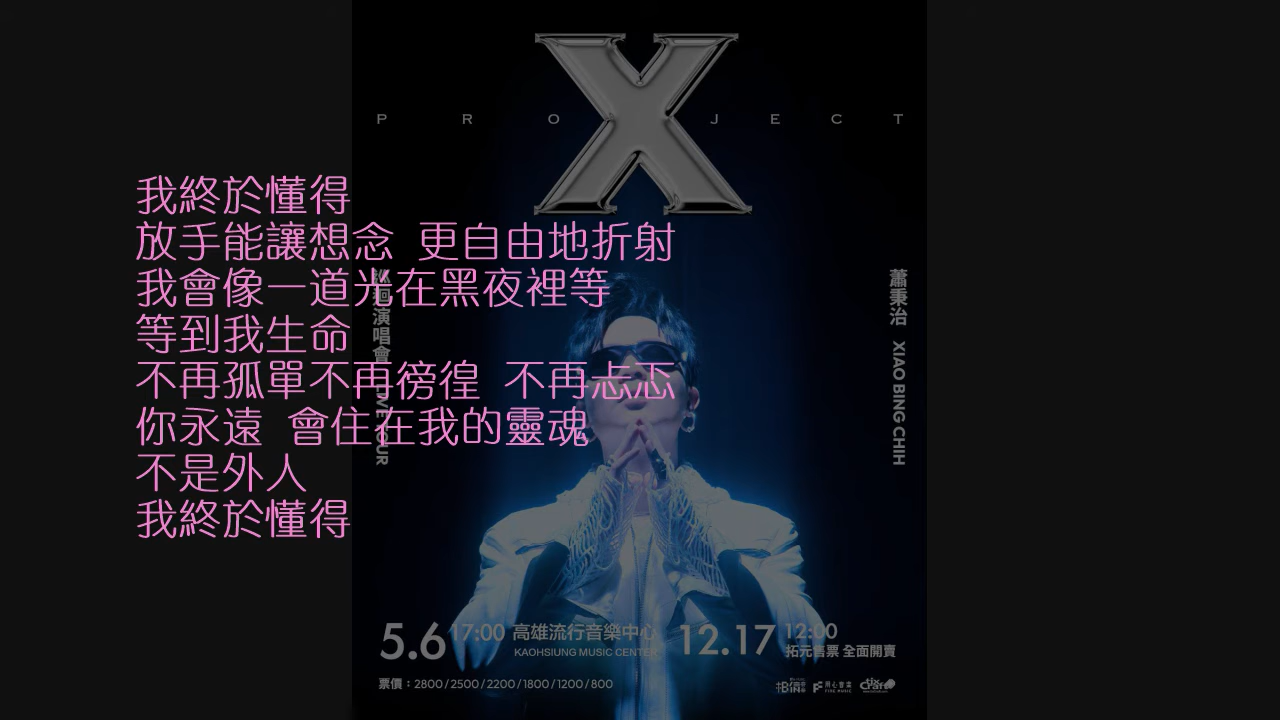 X
PROJECT
我終於懂得
放手能讓想念 更自由地折射
我會像一道光在黑夜裡等
等到我生命
不再孤單不再徬徨 不再忐忑
你永遠 會住在我的靈魂
不是外人
我終於懂得
巡迴演唱會 LIVE TOUR
蕭秉治 XIAO BING CHIH
5.6 17:00 高雄流行音樂中心
KAOHSIUNG MUSIC CENTER
12.17 12:00
拓元售票 全面開賣
票價：2800/2500/2200/1800/1200/800